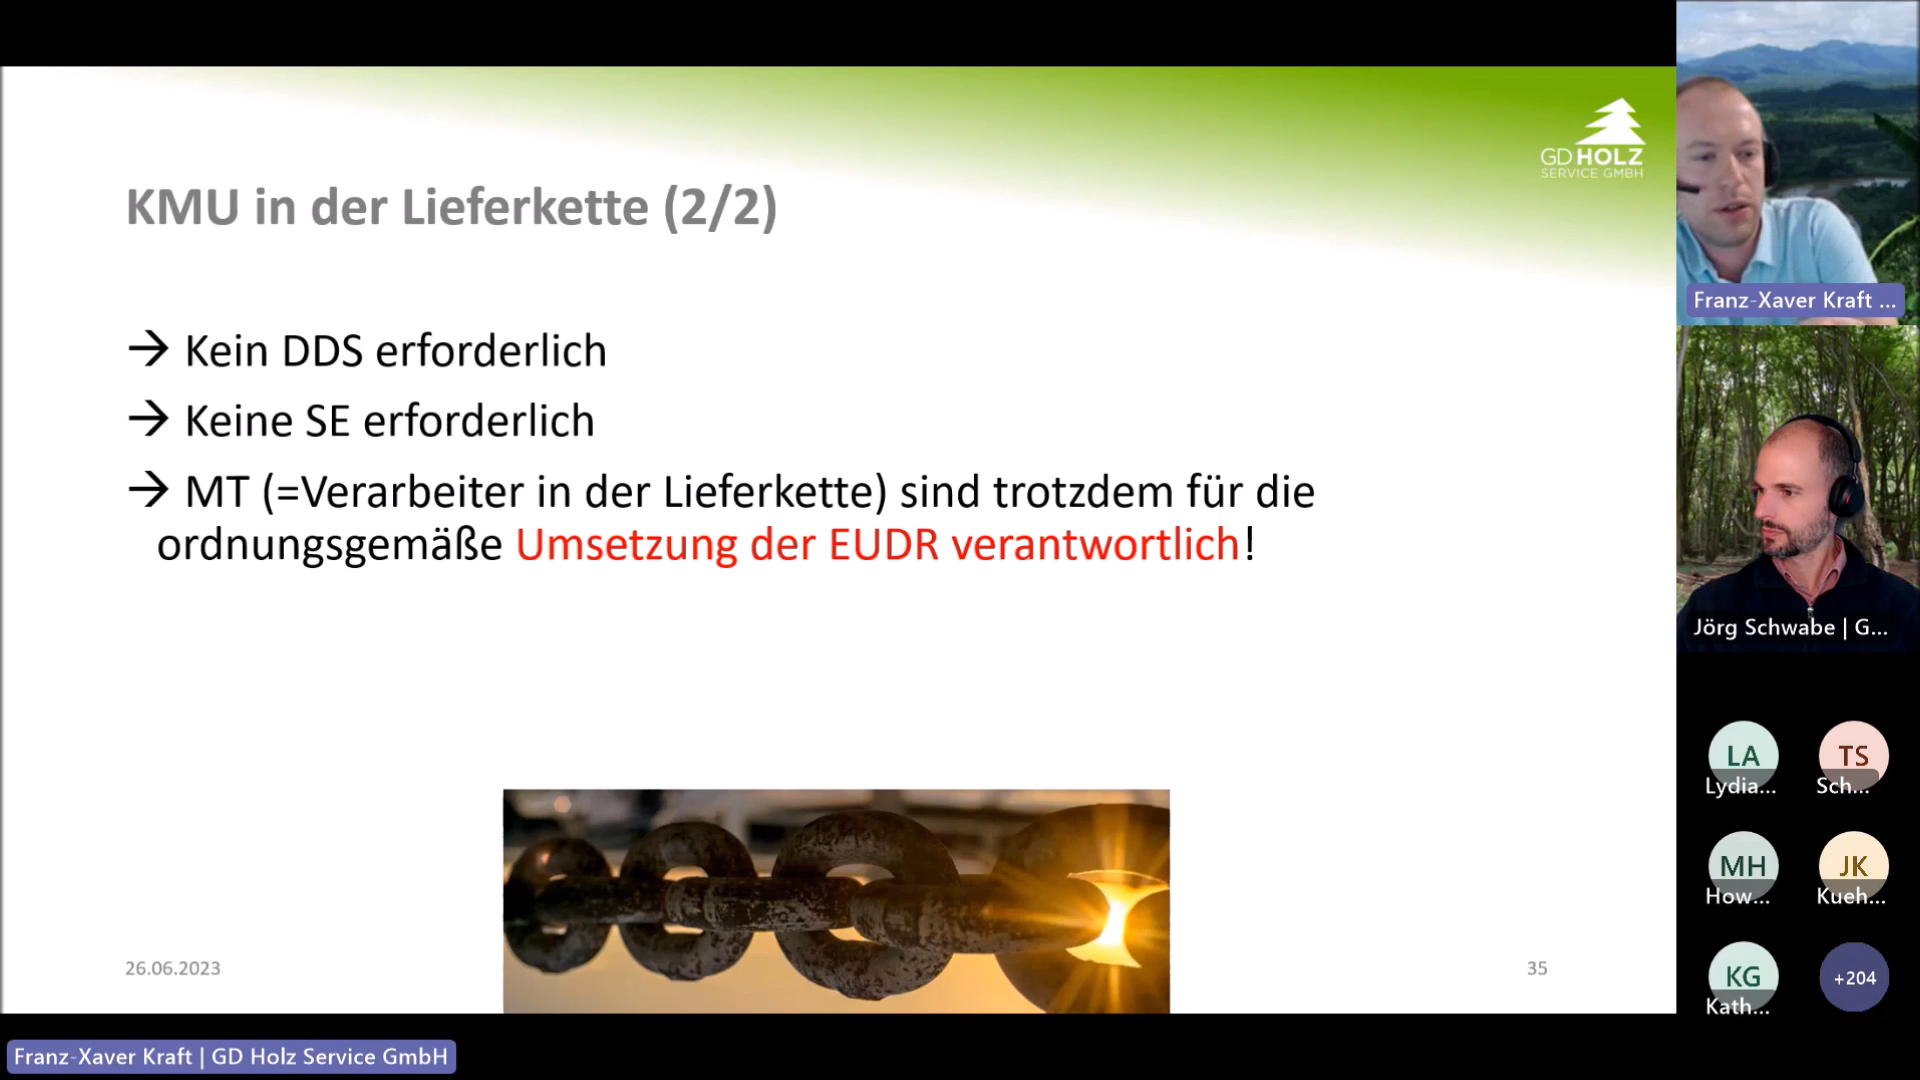 KMU in der Lieferkette (2/2)
GD HOLZ
SERVICE GMBH
→ Kein DDS erforderlich
→ Keine SE erforderlich
→ MT (=Verarbeiter in der Lieferkette) sind trotzdem für die
ordnungsgemäße Umsetzung der EUDR verantwortlich!
26.06.2023
35
Franz-Xaver Kraft ...
Jörg Schwabe | G...
LA
Lydia...
TS
Sch...
MH
How...
JK
Kueh...
KG
Kath...
+204
Franz-Xaver Kraft | GD Holz Service GmbH